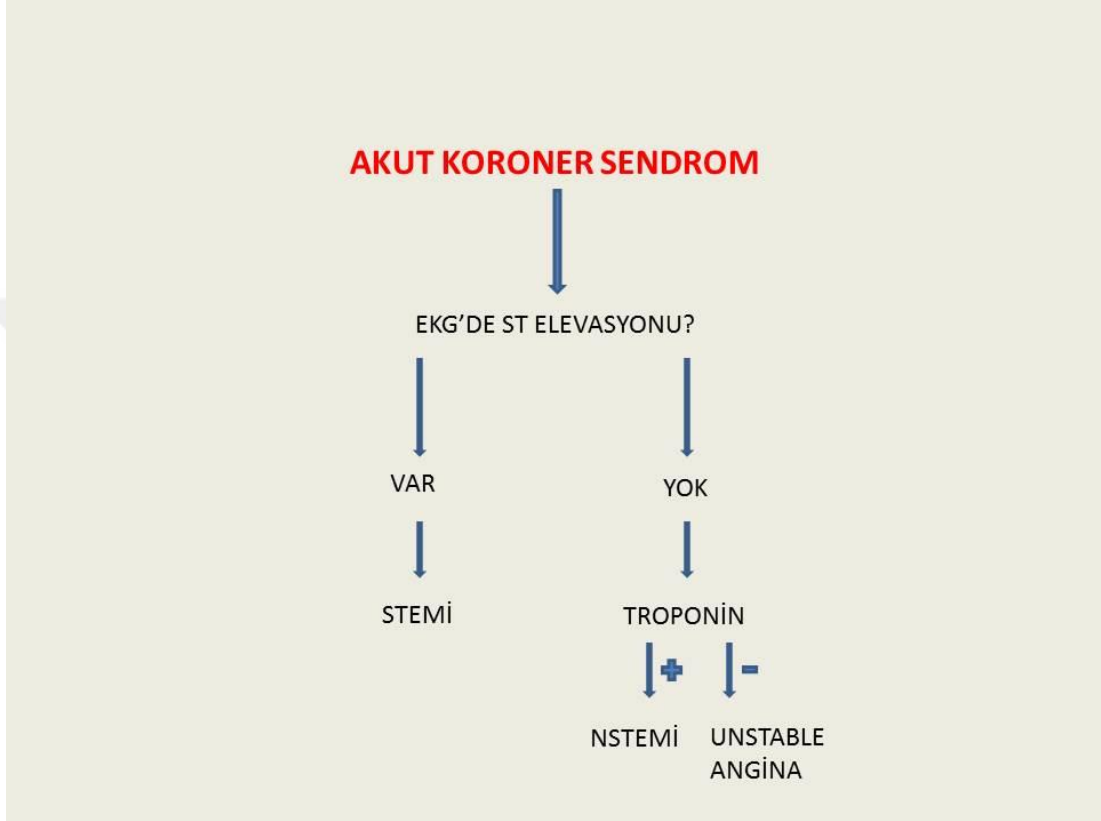 AKUT KORONER SENDROM
EKG’DE ST ELEVASYONU?
VAR
YOK
STEMİ
TROPONİN
+
-
NSTEMİ
UNSTABLE
ANGİNA